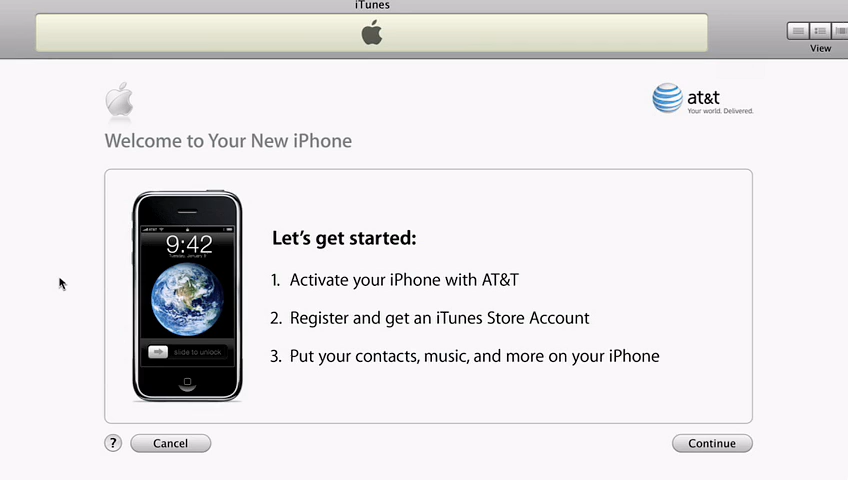 iTunes
View
at&t
Your world. Delivered.
Welcome to Your New iPhone
9:42
Let's get started:
1. Activate your iPhone with AT&T
2. Register and get an iTunes Store Account
3. Put your contacts, music, and more on your iPhone
slide to unlock
?
Cancel
Continue